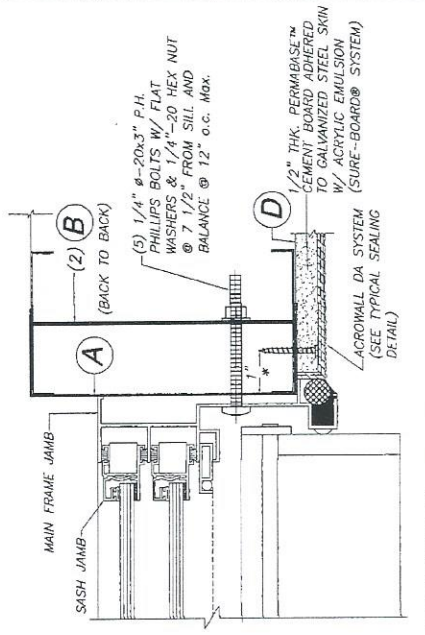 MAIN FRAME JAMB
SASH JAMB
A
(2) B
(BACK TO BACK)
(5) 1/4" ø-20x3" P.H.
PHILLIPS BOLTS W/ FLAT
WASHERS & 1/4"-20 HEX NUT
@ 7 1/2" FROM SILL AND
BALANCE @ 12" o.c. Max.
1"
*
D
1/2" THK. PERMABASE™
CEMENT BOARD ADHERED
TO GALVANIZED STEEL SKIN
W/ ACRYLIC EMULSION
(SURE-BOARD® SYSTEM)
ACROWALL DA SYSTEM
(SEE TYPICAL SEALING
DETAIL)